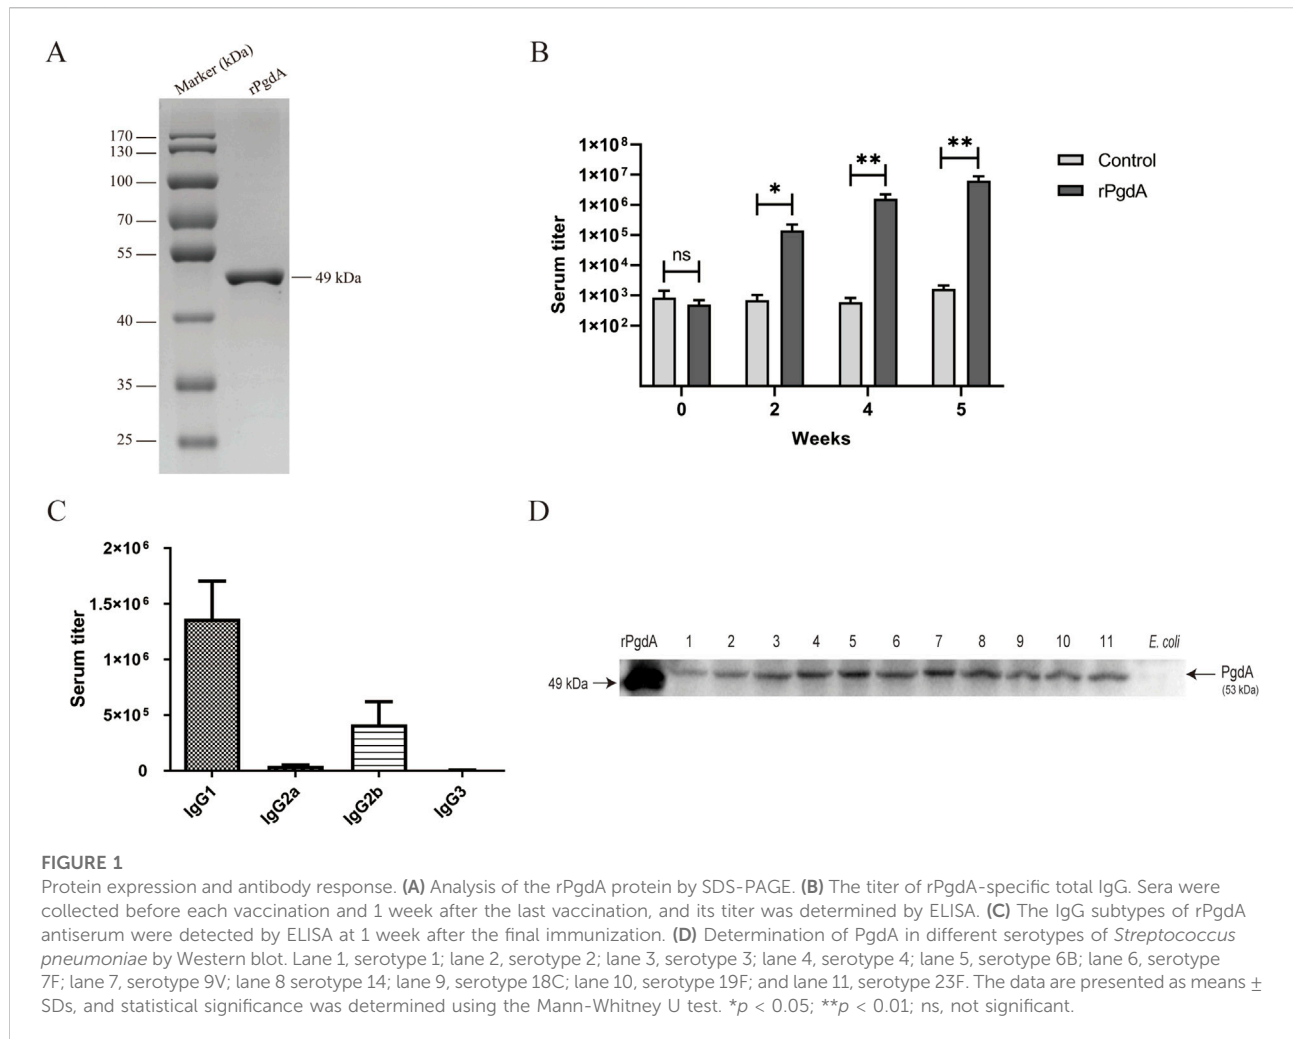 A
Marker (kDa)
rPgdA
170
130
100
70
55
49 kDa
40
35
25
B
1×10⁸
1×10⁷
1×10⁶
1×10⁵
1×10⁴
1×10³
1×10²
Serum titer
ns
*
**
**
0 2 4 5
Weeks
Control
rPgdA
C
2×10⁶
1.5×10⁶
1×10⁶
5×10⁵
0
Serum titer
IgG1 IgG2a IgG2b IgG3
D
rPgdA 1 2 3 4 5 6 7 8 9 10 11 E. coli
49 kDa
PgdA
(53 kDa)
FIGURE 1
Protein expression and antibody response. (A) Analysis of the rPgdA protein by SDS-PAGE. (B) The titer of rPgdA-specific total IgG. Sera were
collected before each vaccination and 1 week after the last vaccination, and its titer was determined by ELISA. (C) The IgG subtypes of rPgdA
antiserum were detected by ELISA at 1 week after the final immunization. (D) Determination of PgdA in different serotypes of Streptococcus
pneumoniae by Western blot. Lane 1, serotype 1; lane 2, serotype 2; lane 3, serotype 3; lane 4, serotype 4; lane 5, serotype 6B; lane 6, serotype
7F; lane 7, serotype 9V; lane 8 serotype 14; lane 9, serotype 18C; lane 10, serotype 19F; and lane 11, serotype 23F. The data are presented as means ±
SDs, and statistical significance was determined using the Mann-Whitney U test. *p < 0.05; **p < 0.01; ns, not significant.